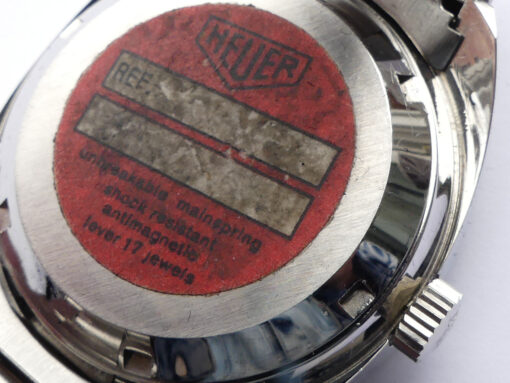 HEUER
REF.
unbreakable mainspring
shock resistant
antimagnetic
lever 17 jewels